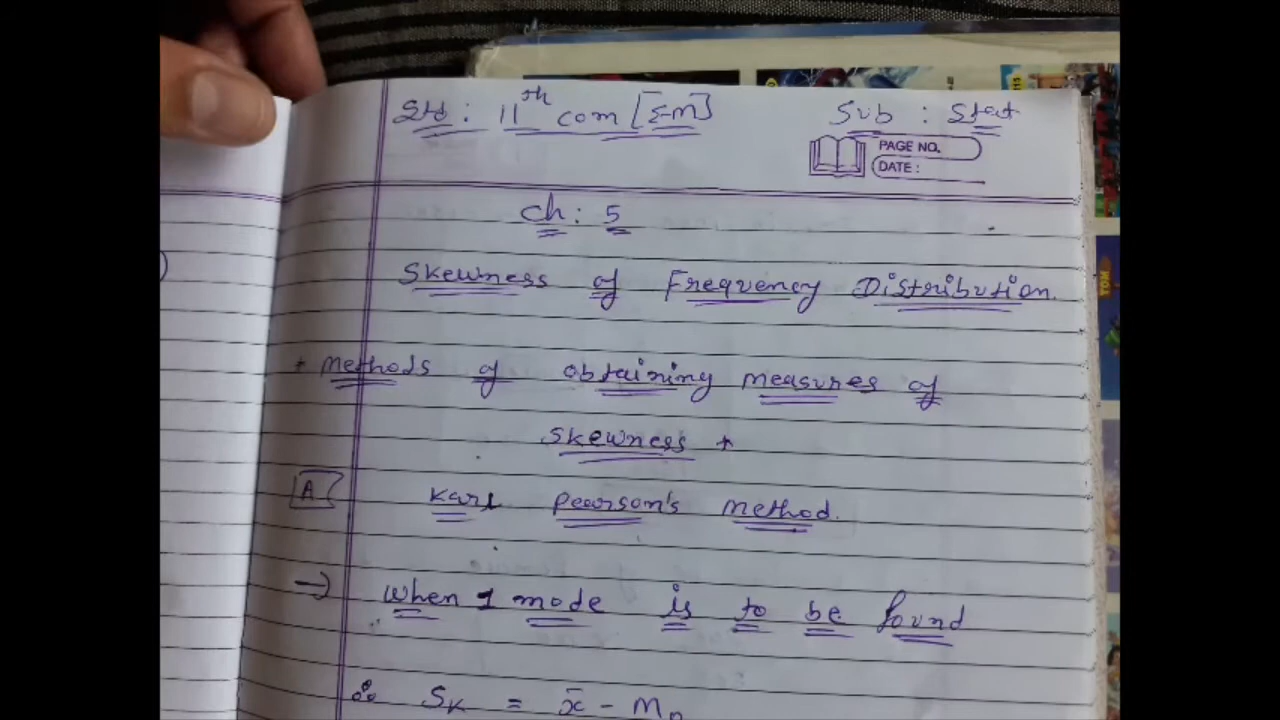 Std : 11th com [E-M]
Sub : Stat
PAGE NO.
DATE :
Ch : 5
Skewness of Frequency Distribution.
* Methods of obtaining measures of
Skewness *
A Karl Pearson's Method.
→ When 1 mode is to be found
∴ Sk = x̄ - Mo
TOM